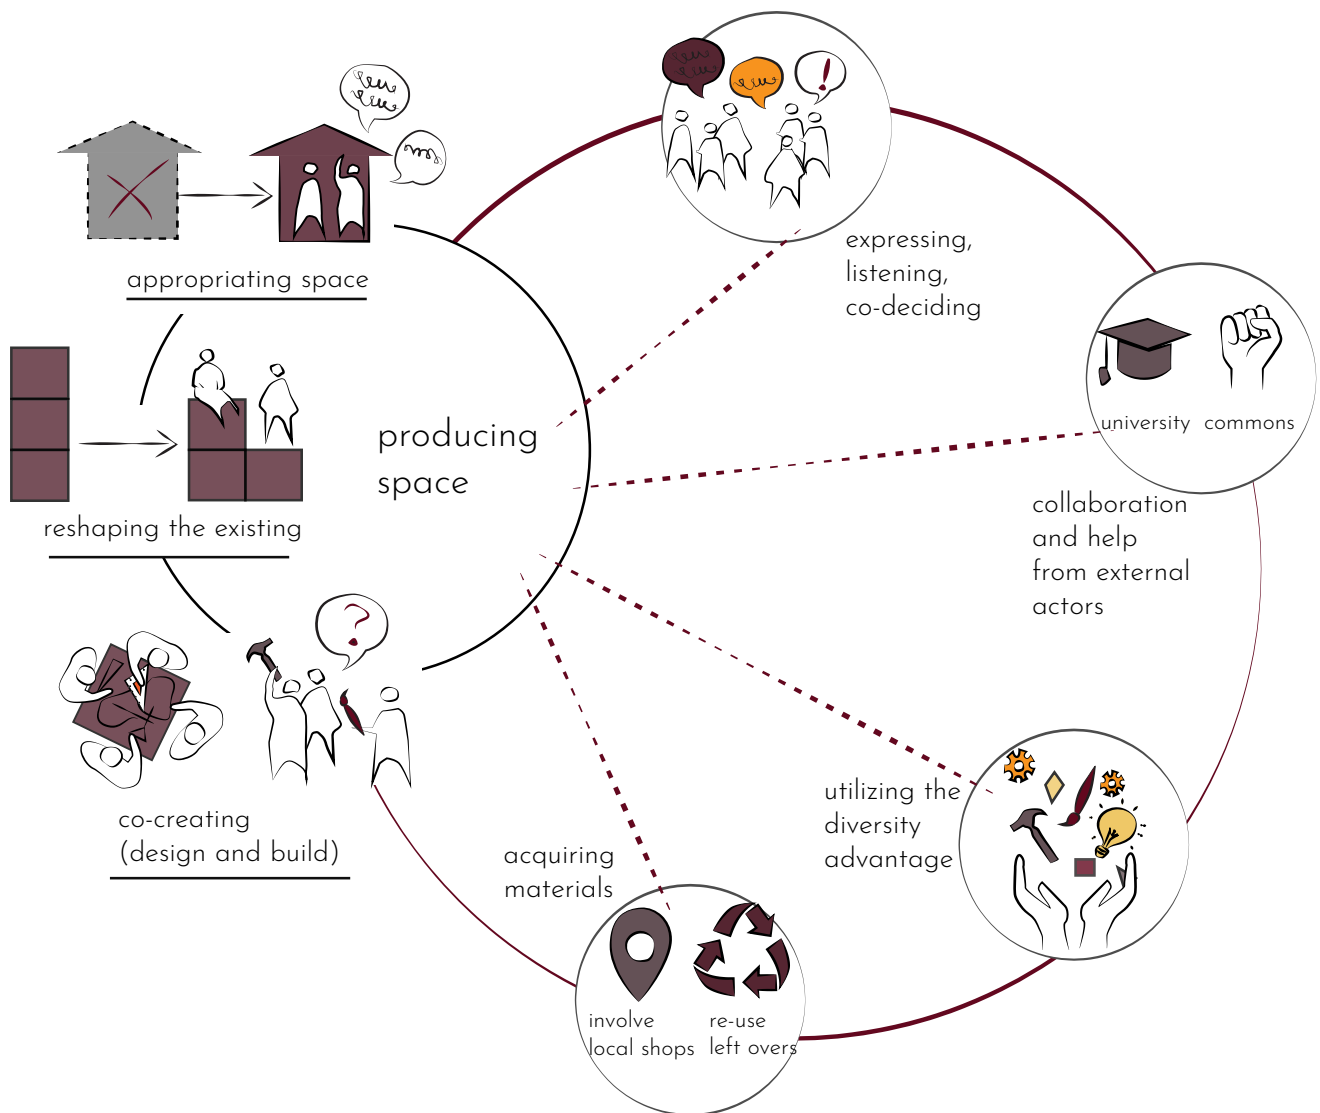 expressing,
listening,
co-deciding
appropriating space
university commons
producing
space
collaboration
and help
from external
actors
reshaping the existing
utilizing the
diversity
advantage
co-creating
(design and build)
acquiring
materials
involve
local shops
re-use
left overs